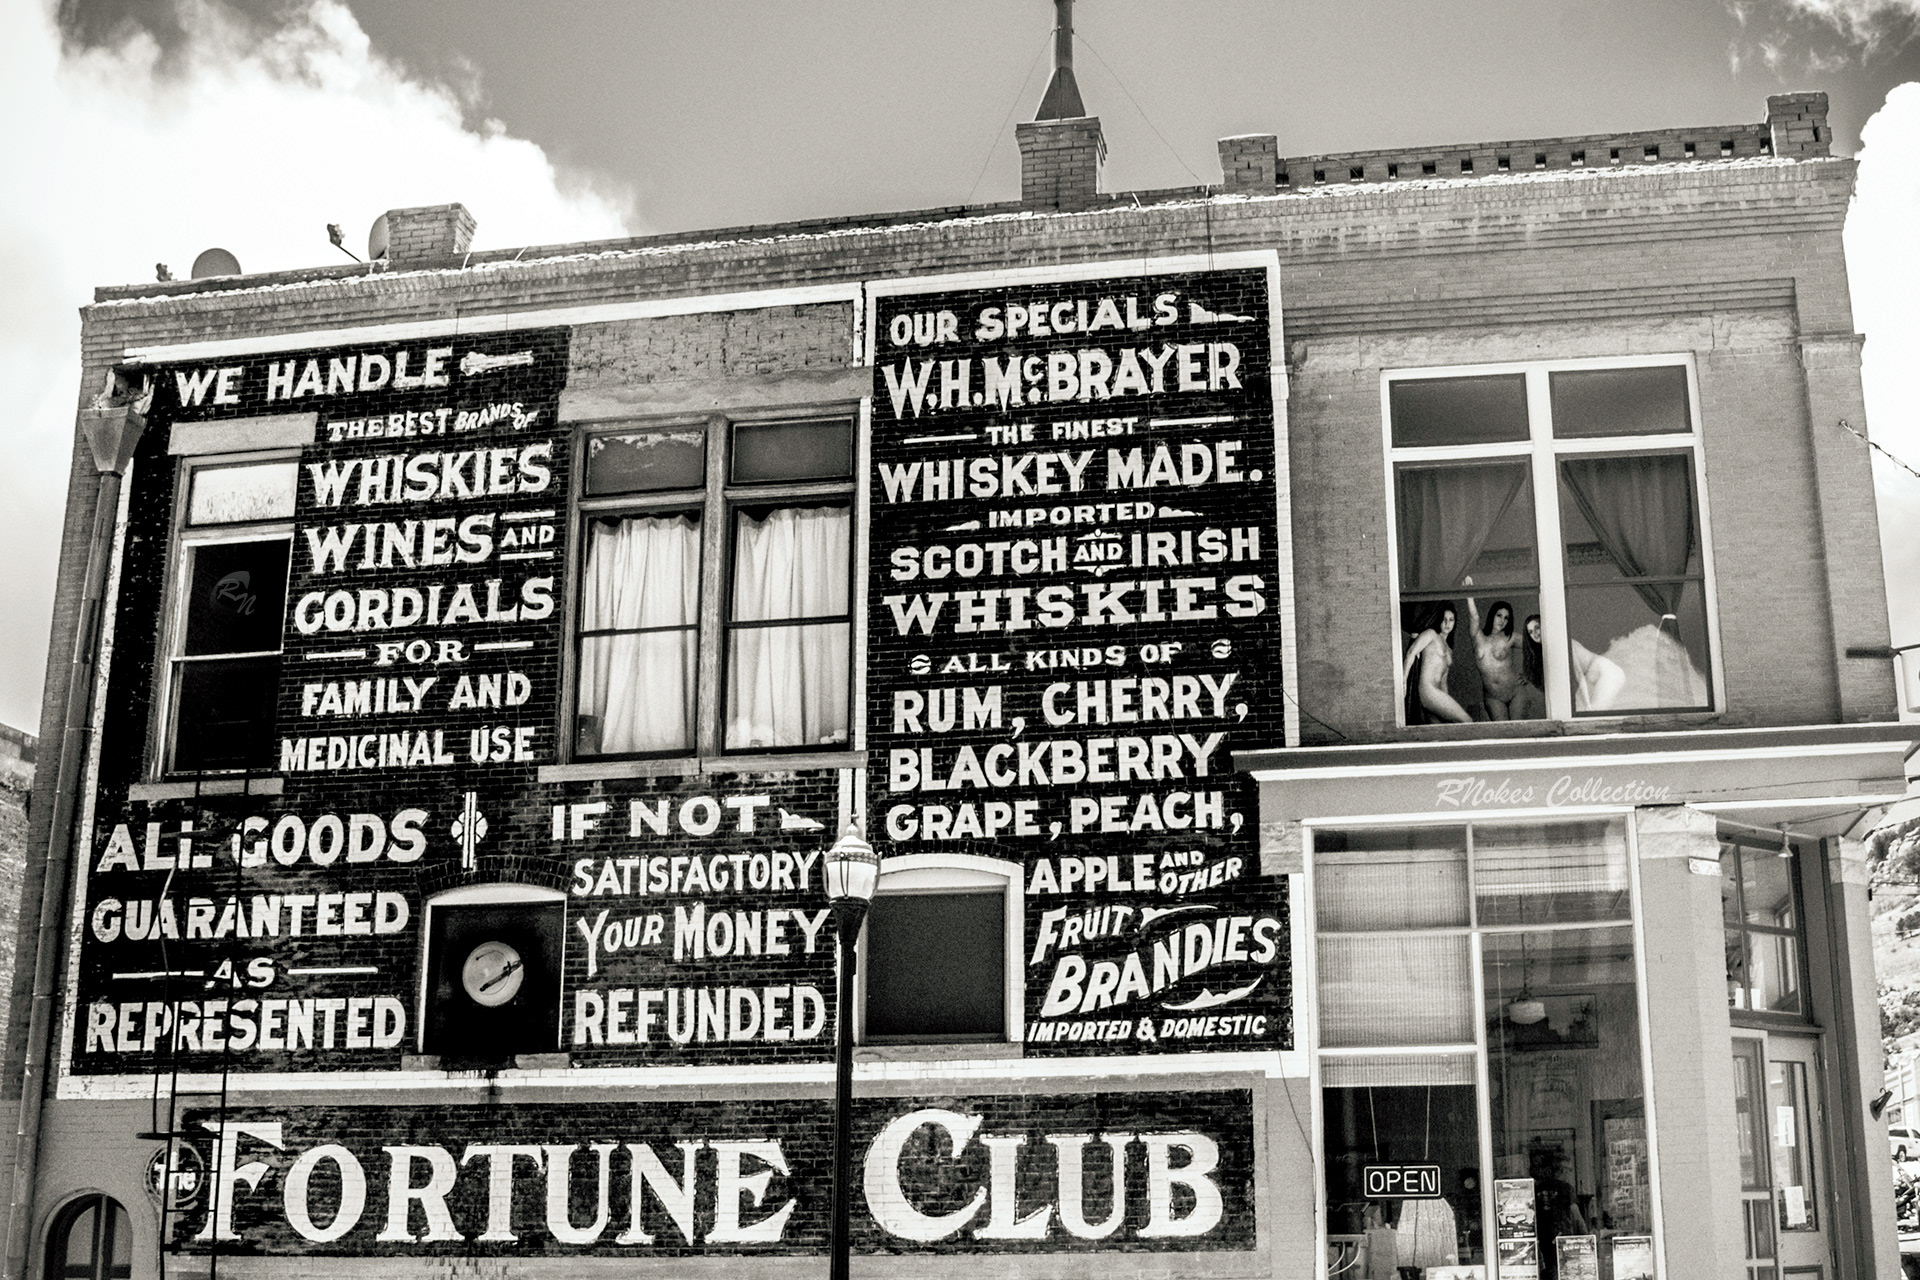 WE HANDLE
THE BEST BRANDS OF
WHISKIES
WINES AND
CORDIALS
FOR
FAMILY AND
MEDICINAL USE
ALL GOODS
GUARANTEED
AS
REPRESENTED
IF NOT
SATISFACTORY
YOUR MONEY
REFUNDED
OUR SPECIALS
W.H. McBRAYER
THE FINEST
WHISKEY MADE.
IMPORTED
SCOTCH AND IRISH
WHISKIES
ALL KINDS OF
RUM, CHERRY,
BLACKBERRY
GRAPE, PEACH,
APPLE AND OTHER
FRUIT
BRANDIES
IMPORTED & DOMESTIC
The FORTUNE CLUB
RN
RNokes Collection
OPEN